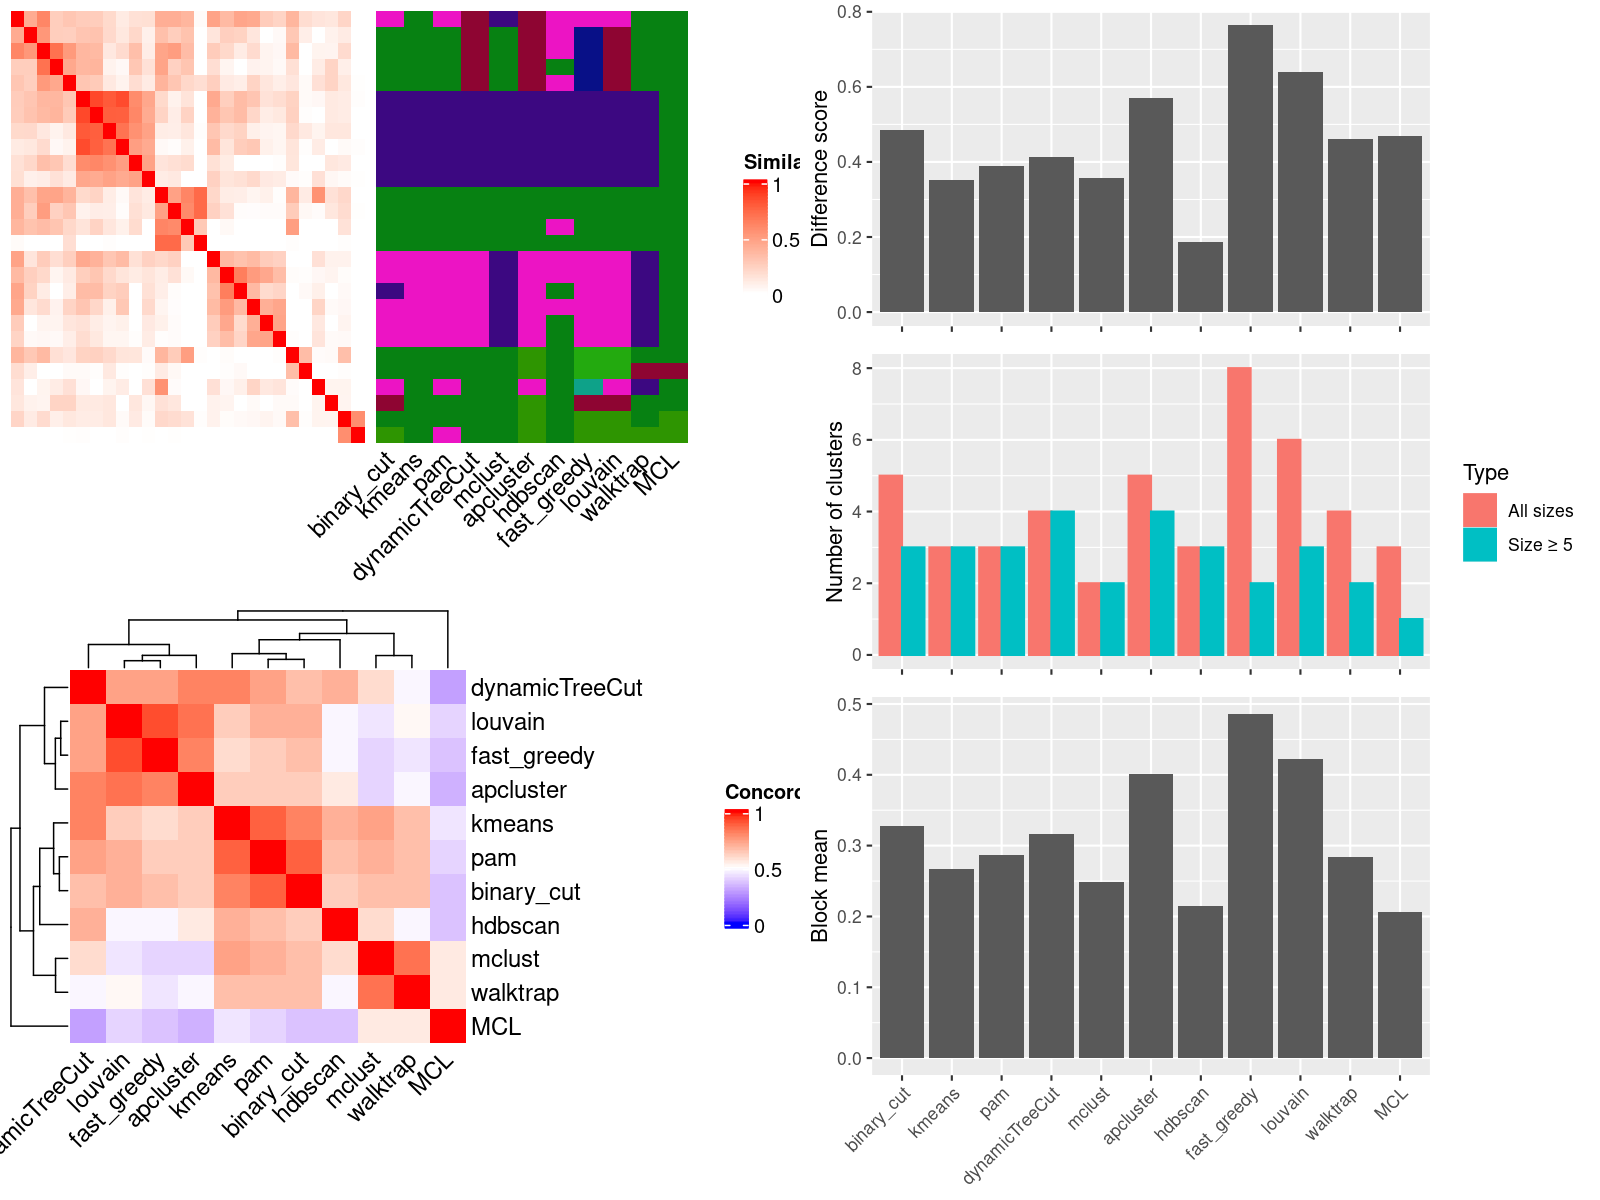 Simila
1
0.5
0
binary_cut
kmeans
pam
dynamicTreeCut
mclust
apcluster
hdbscan
fast_greedy
louvain
walktrap
MCL
dynamicTreeCut
louvain
fast_greedy
apcluster
kmeans
pam
binary_cut
hdbscan
mclust
walktrap
MCL
amicTreeCut
louvain
fast_greedy
apcluster
kmeans
pam
binary_cut
hdbscan
mclust
walktrap
MCL
Concord
1
0.5
0
Difference score
0.8
0.6
0.4
0.2
0.0
Number of clusters
8
6
4
2
0
Type
All sizes
Size ≥ 5
Block mean
0.5
0.4
0.3
0.2
0.1
0.0
binary_cut
kmeans
pam
dynamicTreeCut
mclust
apcluster
hdbscan
fast_greedy
louvain
walktrap
MCL